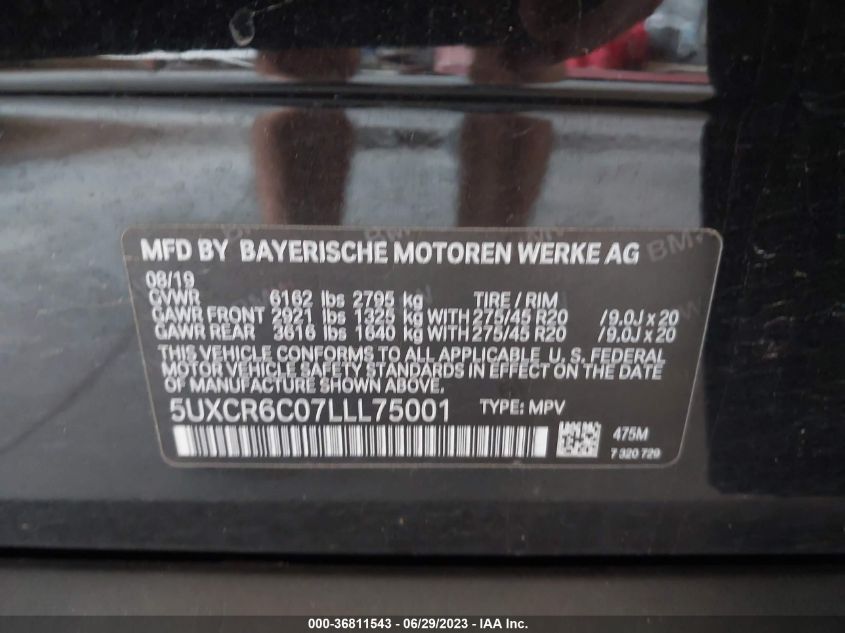 MFD BY BAYERISCHE MOTOREN WERKE AG
08/19
GVWR 6162 lbs 2795 kg TIRE / RIM
GAWR FRONT 2921 lbs 1325 kg WITH 275/45 R20 /9.0J x 20
GAWR REAR 3616 lbs 1640 kg WITH 275/45 R20 /9.0J x 20
THIS VEHICLE CONFORMS TO ALL APPLICABLE U. S. FEDERAL
MOTOR VEHICLE SAFETY STANDARDS IN EFFECT ON THE
DATE OF MANUFACTURE SHOWN ABOVE.
5UXCR6C07LLL75001 TYPE: MPV
475M
7 320 729
000-36811543 - 06/29/2023 - IAA Inc.